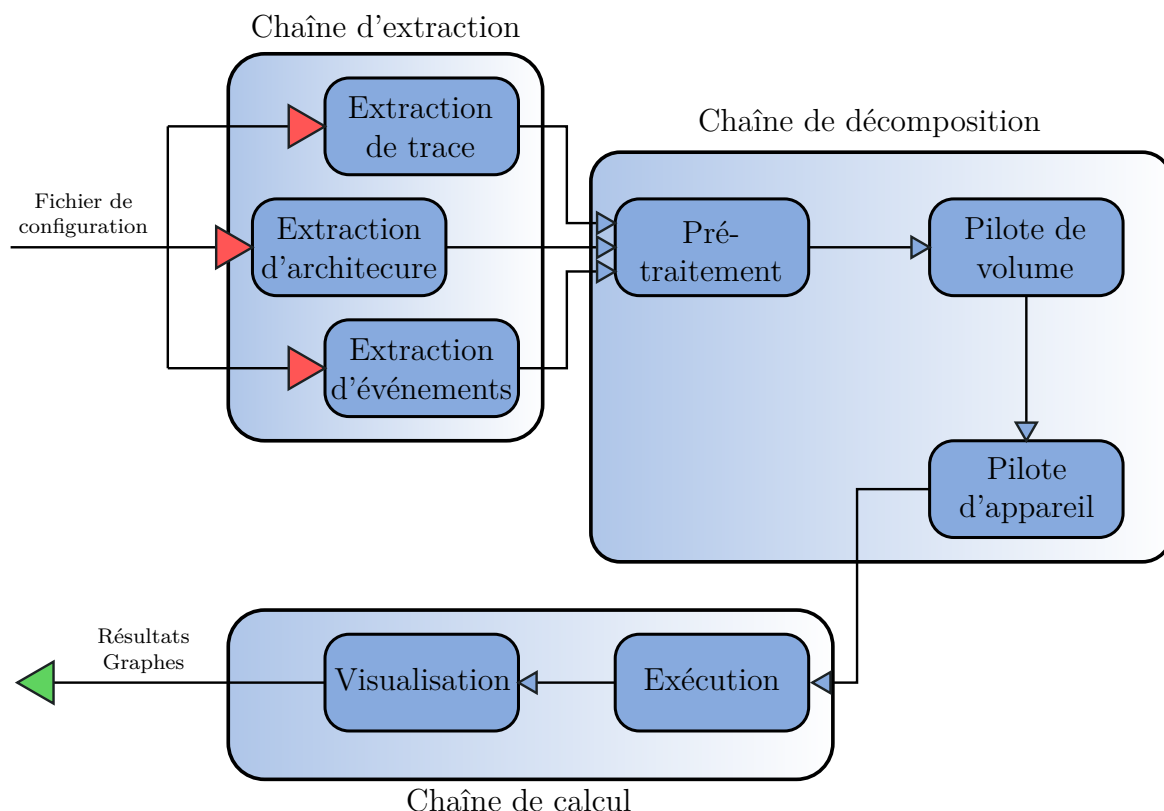 Chaîne d'extraction
Extraction
de trace
Chaîne de décomposition
Fichier de
configuration
Extraction
d'architecure
Pré-
traitement
Pilote de
volume
Extraction
d'événements
Pilote
d'appareil
Résultats
Graphes
Visualisation
Exécution
Chaîne de calcul